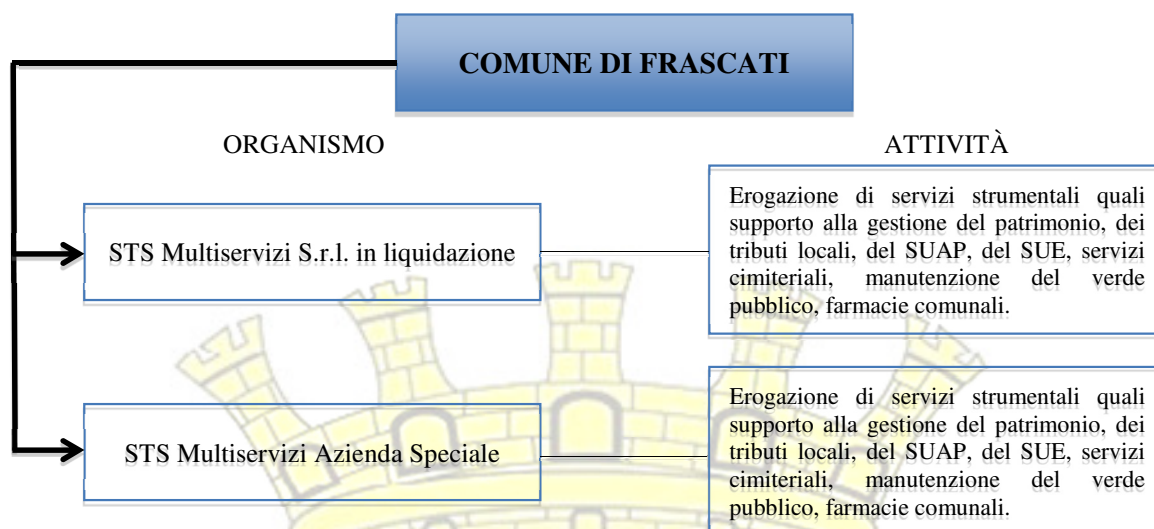 COMUNE DI FRASCATI
ORGANISMO
ATTIVITÀ
STS Multiservizi S.r.l. in liquidazione
Erogazione di servizi strumentali quali
supporto alla gestione del patrimonio, dei
tributi locali, del SUAP, del SUE, servizi
cimiteriali, manutenzione del verde
pubblico, farmacie comunali.
STS Multiservizi Azienda Speciale
Erogazione di servizi strumentali quali
supporto alla gestione del patrimonio, dei
tributi locali, del SUAP, del SUE, servizi
cimiteriali, manutenzione del verde
pubblico, farmacie comunali.